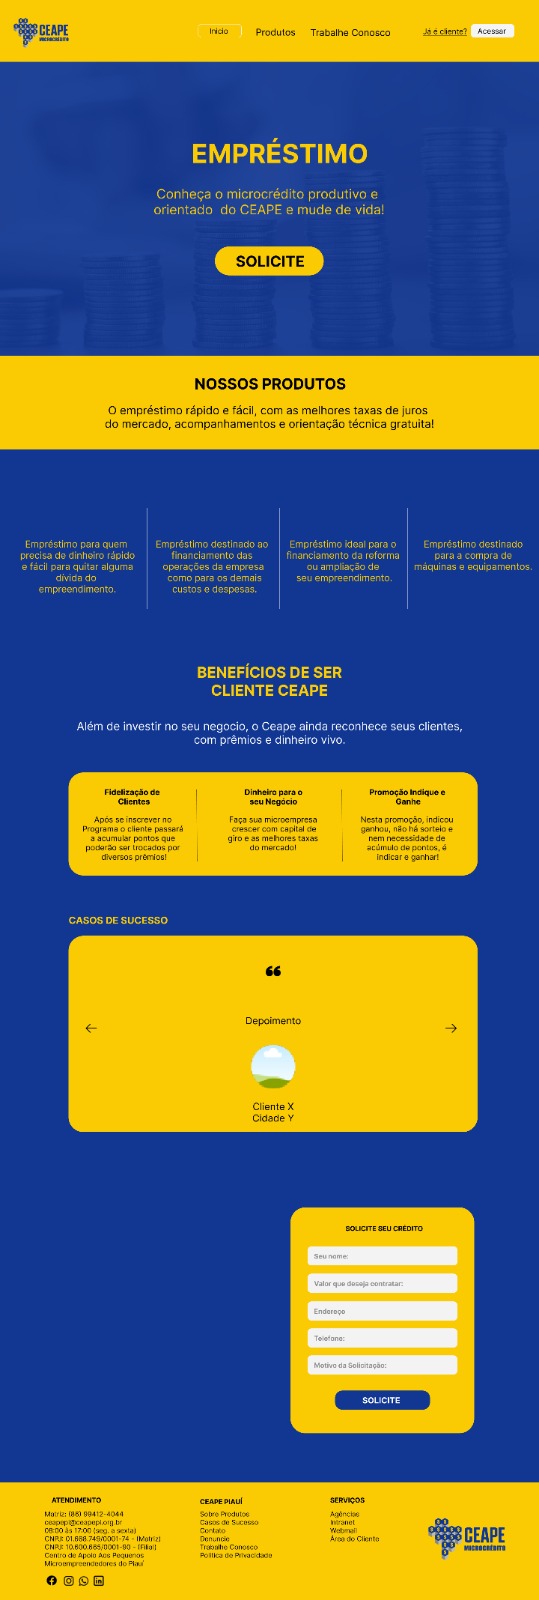 CEAPE
MICROCRÉDITO
Inicio
Produtos
Trabalhe Conosco
Já é cliente?
Acessar
EMPRÉSTIMO
Conheça o microcrédito produtivo e
orientado do CEAPE e mude de vida!
SOLICITE
NOSSOS PRODUTOS
O empréstimo rápido e fácil, com as melhores taxas de juros
do mercado, acompanhamentos e orientação técnica gratuita!
Empréstimo para quem
precisa de dinheiro rápido
e fácil para quitar alguma
dívida do
empreendimento.
Empréstimo destinado ao
financiamento das
operações da empresa
como para os demais
custos e despesas.
Empréstimo ideal para o
financiamento da reforma
ou ampliação de
seu empreendimento.
Empréstimo destinado
para a compra de
máquinas e equipamentos.
BENEFÍCIOS DE SER
CLIENTE CEAPE
Além de investir no seu negocio, o Ceape ainda reconhece seus clientes,
com prêmios e dinheiro vivo.
Fidelização de
Clientes
Após se inscrever no
Programa o cliente passará
a acumular pontos que
poderão ser trocados por
diversos prêmios!
Dinheiro para o
seu Negócio
Faça sua microempresa
crescer com capital de
giro e as melhores taxas
do mercado!
Promoção Indique e
Ganhe
Nesta promoção, indicou
ganhou, não há sorteio e
nem necessidade de
acúmulo de pontos, é
indicar e ganhar!
CASOS DE SUCESSO
❝
Depoimento
Cliente X
Cidade Y
SOLICITE SEU CRÉDITO
Seu nome:
Valor que deseja contratar:
Endereço
Telefone:
Motivo da Solicitação:
SOLICITE
ATENDIMENTO
Matriz: (86) 99412-4044
ceapepi@ceapepi.org.br
08:00 às 17:00 (seg. a sexta)
CNPJ: 01.668.749/0001-74 - (Matriz)
CNPJ: 10.600.685/0001-90 - (Filial)
Centro de Apoio Aos Pequenos
Microempreendedores do Piauí
CEAPE PIAUÍ
Sobre Produtos
Casos de Sucesso
Contato
Denuncie
Trabalhe Conosco
Política de Privacidade
SERVIÇOS
Agências
Intranet
Webmail
Área do Cliente
CEAPE
MICROCRÉDITO